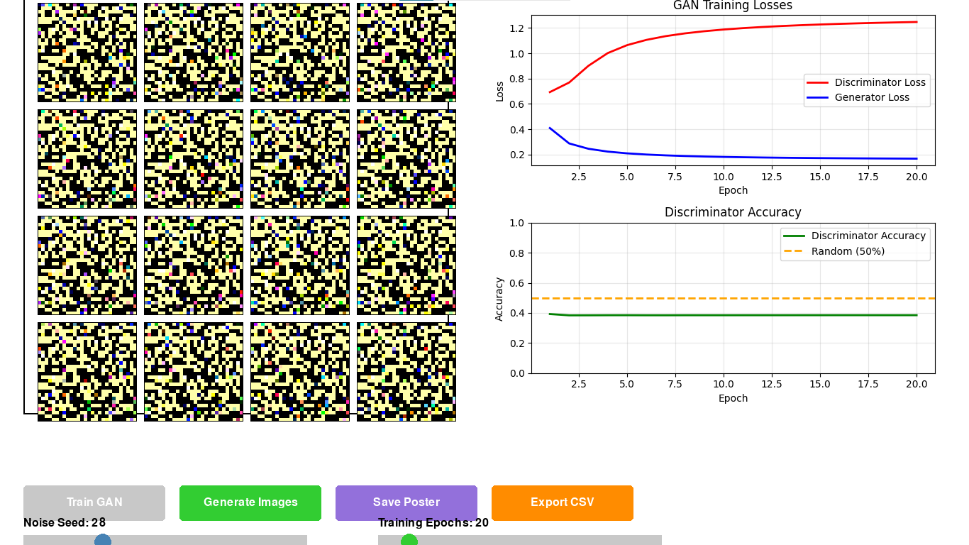 GAN Training Losses
1.2
1.0
0.8
0.6
0.4
0.2
Loss
Discriminator Loss
Generator Loss
2.5 5.0 7.5 10.0 12.5 15.0 17.5 20.0
Epoch
Discriminator Accuracy
1.0
0.8
0.6
0.4
0.2
0.0
Accuracy
Discriminator Accuracy
Random (50%)
2.5 5.0 7.5 10.0 12.5 15.0 17.5 20.0
Epoch
Train GAN Generate Images Save Poster Export CSV
Noise Seed: 28 Training Epochs: 20